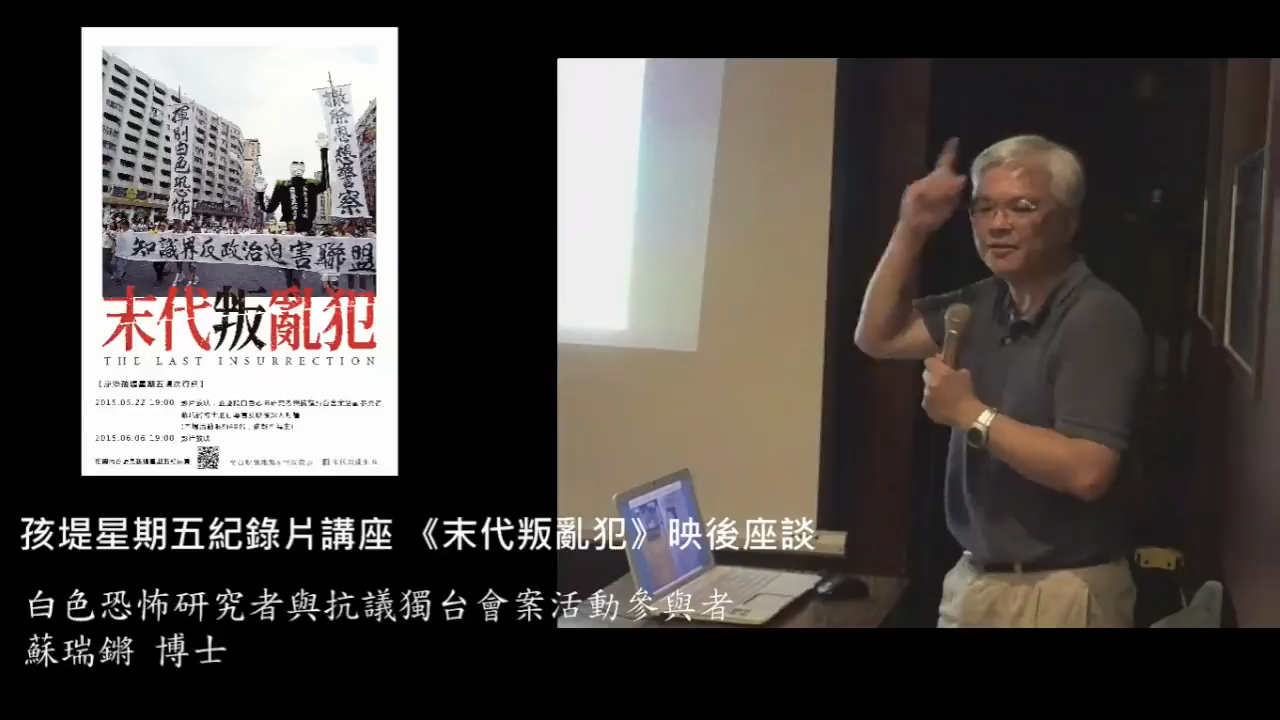 揮別白色恐怖
撤除思想警察
知識界反政治迫害聯盟
末代叛亂犯
THE LAST INSURRECTION
2015.05.22 19:00
2015.06.06 19:00
孩堤星期五紀錄片講座 《末代叛亂犯》映後座談
白色恐怖研究者與抗議獨台會案活動參與者
蘇瑞鏘 博士